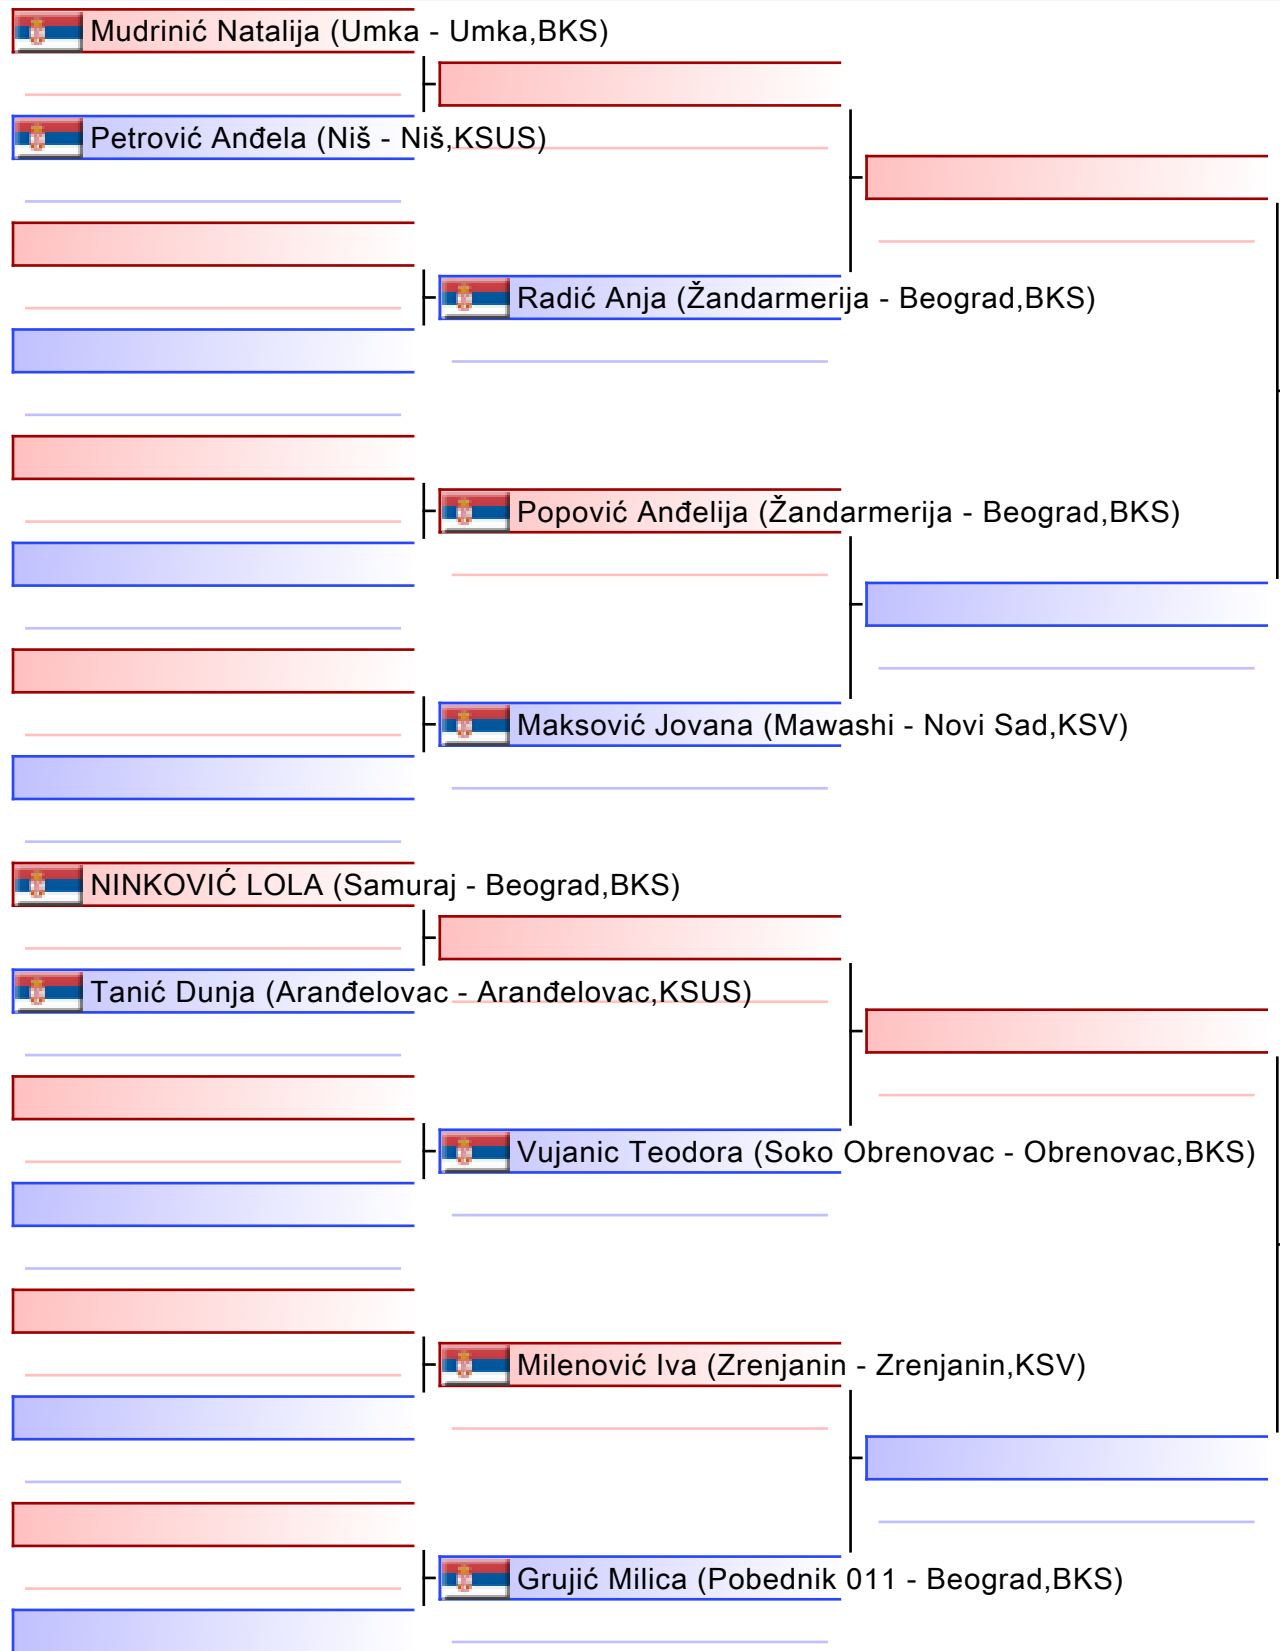 Mudrinić Natalija (Umka - Umka,BKS)
Petrović Anđela (Niš - Niš,KSUS)
Radić Anja (Žandarmerija - Beograd,BKS)
Popović Anđelija (Žandarmerija - Beograd,BKS)
Maksović Jovana (Mawashi - Novi Sad,KSV)
NINKOVIĆ LOLA (Samuraj - Beograd,BKS)
Tanić Dunja (Aranđelovac - Aranđelovac,KSUS)
Vujanic Teodora (Soko Obrenovac - Obrenovac,BKS)
Milenović Iva (Zrenjanin - Zrenjanin,KSV)
Grujić Milica (Pobednik 011 - Beograd,BKS)